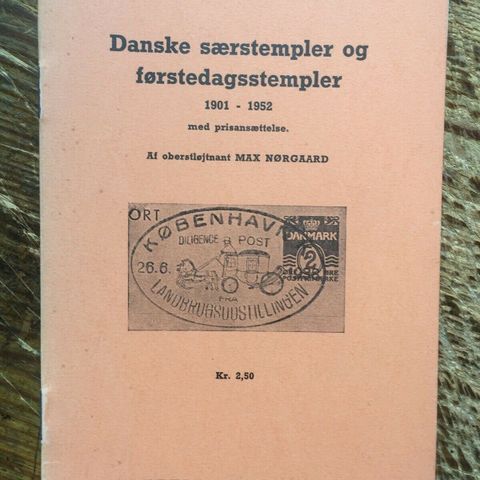 Danske særstempler og
førstedagsstempler
1901 - 1952
med prisansættelse.
Af oberstløjtnant MAX NØRGAARD
ORT
KØBENHAVN
DILIGENCE POST
DANMARK
26.6.
2
FRA
LANDBRUGSUDSTILLINGEN
Kr. 2,50